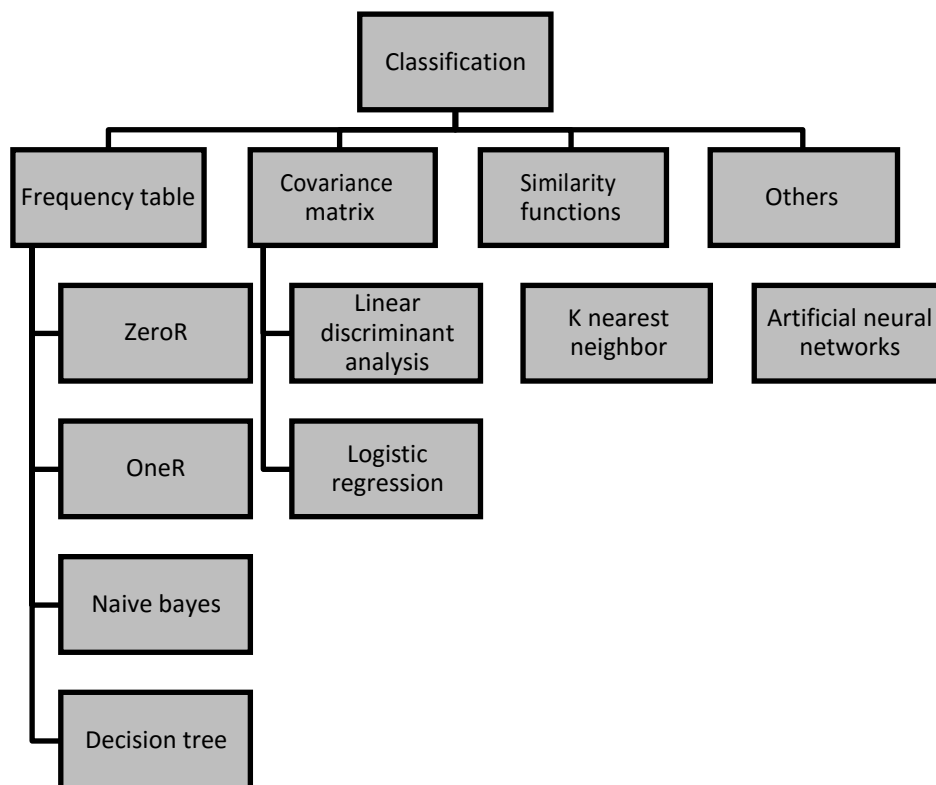 Classification
Frequency table
Covariance
matrix
Similarity
functions
Others
ZeroR
Linear
discriminant
analysis
K nearest
neighbor
Artificial neural
networks
OneR
Logistic
regression
Naive bayes
Decision tree